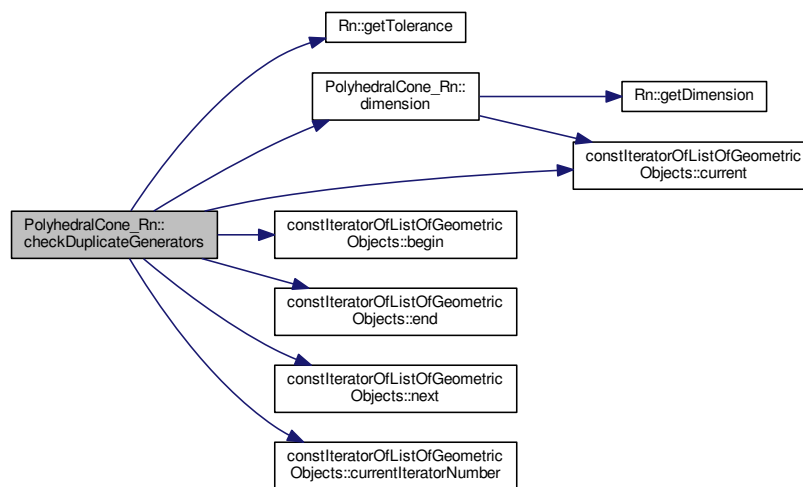 Rn::getTolerance
PolyhedralCone_Rn::
dimension
Rn::getDimension
constIteratorOfListOfGeometric
Objects::current
PolyhedralCone_Rn::
checkDuplicateGenerators
constIteratorOfListOfGeometric
Objects::begin
constIteratorOfListOfGeometric
Objects::end
constIteratorOfListOfGeometric
Objects::next
constIteratorOfListOfGeometric
Objects::currentIteratorNumber